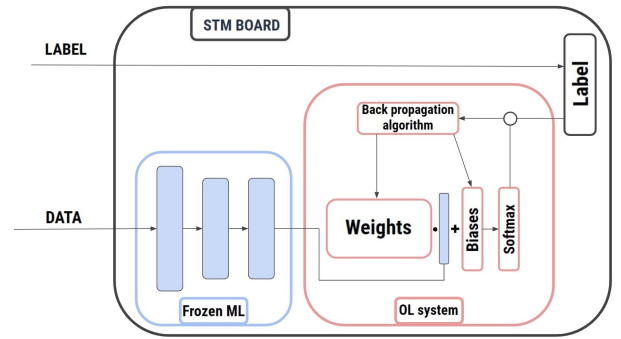 STM BOARD
LABEL
Label
Back propagation
algorithm
DATA
Weights
•
+
Biases
Softmax
Frozen ML
OL system